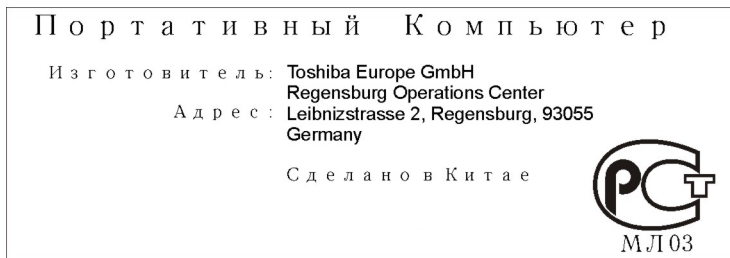 Портативный Компьютер
Изготовитель: Toshiba Europe GmbH
Regensburg Operations Center
Адрес: Leibnizstrasse 2, Regensburg, 93055
Germany
Сделано в Китае
РСТ
МЛ03